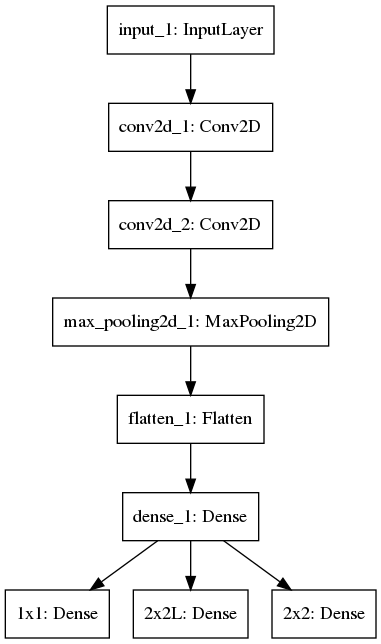 input_1: InputLayer
conv2d_1: Conv2D
conv2d_2: Conv2D
max_pooling2d_1: MaxPooling2D
flatten_1: Flatten
dense_1: Dense
1x1: Dense
2x2L: Dense
2x2: Dense